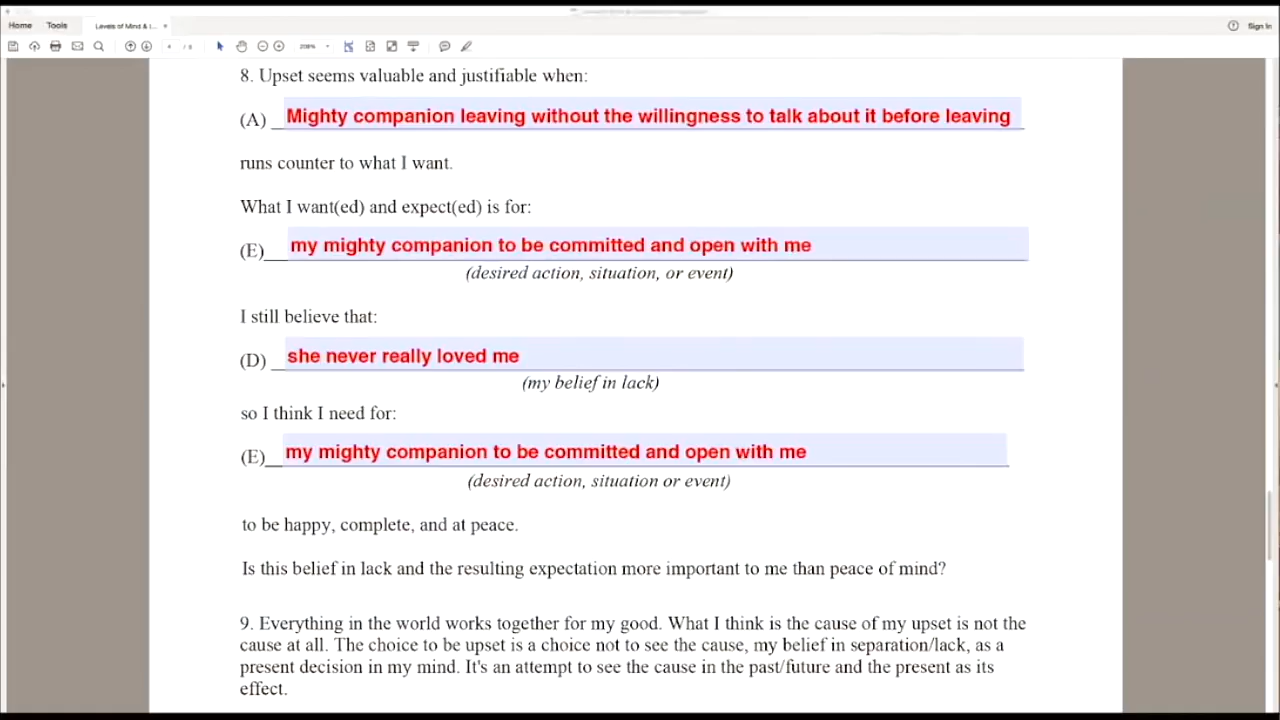 Home Tools Levels of Mind & I... ×
Sign In
208%
8. Upset seems valuable and justifiable when:
(A) Mighty companion leaving without the willingness to talk about it before leaving
runs counter to what I want.
What I want(ed) and expect(ed) is for:
(E) my mighty companion to be committed and open with me
(desired action, situation, or event)
I still believe that:
(D) she never really loved me
(my belief in lack)
so I think I need for:
(E) my mighty companion to be committed and open with me
(desired action, situation or event)
to be happy, complete, and at peace.
Is this belief in lack and the resulting expectation more important to me than peace of mind?
9. Everything in the world works together for my good. What I think is the cause of my upset is not the
cause at all. The choice to be upset is a choice not to see the cause, my belief in separation/lack, as a
present decision in my mind. It's an attempt to see the cause in the past/future and the present as its
effect.